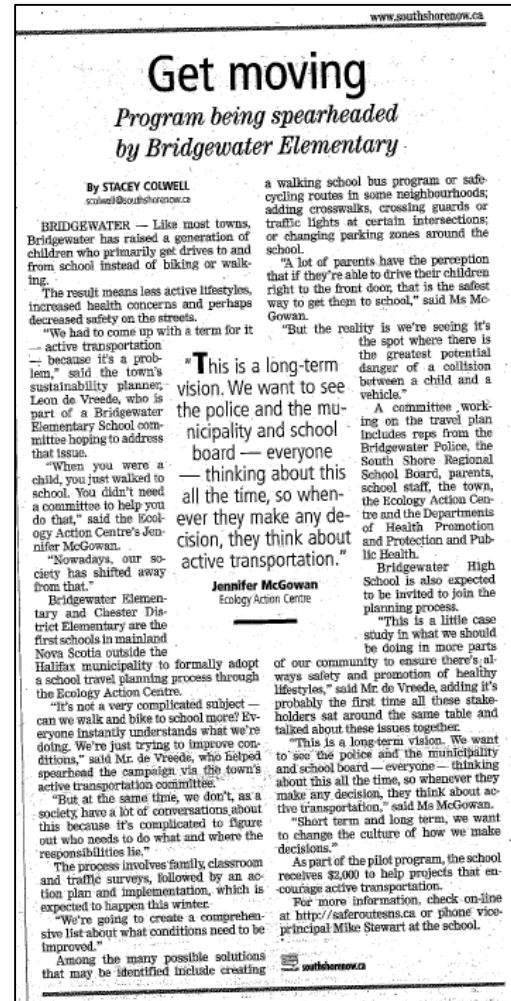 www.southshorenow.ca
Get moving
Program being spearheaded
by Bridgewater Elementary
By STACEY COLWELL
scolwell@southshorenow.ca
BRIDGEWATER — Like most towns,
Bridgewater has raised a generation of
children who primarily get drives to and
from school instead of biking or walk-
ing.
The result means less active lifestyles,
increased health concerns and perhaps
decreased safety on the streets.
"We had to come up with a term for it
— active transportation
— because it's a prob-
lem," said the town's
sustainability planner,
Leon de Vreede, who is
part of a Bridgewater
Elementary School com-
mittee hoping to address
that issue.
"When you were a
child, you just walked to
school. You didn't need
a committee to help you
do that," said the Ecol-
ogy Action Centre's Jen-
nifer McGowan.
"Nowadays, our so-
ciety has shifted away
from that."
Bridgewater Elemen-
tary and Chester Dis-
trict Elementary are the
first schools in mainland
Nova Scotia outside the
Halifax municipality to formally adopt
a school travel planning process through
the Ecology Action Centre.
"It's not a very complicated subject —
can we walk and bike to school more? Ev-
eryone instantly understands what we're
doing. We're just trying to improve con-
ditions," said Mr. de Vreede, who helped
spearhead the campaign via the town's
active transportation committee.
"But at the same time, we don't, as a
society, have a lot of conversations about
this because it's complicated to figure
out who needs to do what and where the
responsibilities lie."
The process involves family, classroom
and traffic surveys, followed by an ac-
tion plan and implementation, which is
expected to happen this winter.
"We're going to create a comprehen-
sive list about what conditions need to be
improved."
Among the many possible solutions
that may be identified include creating
"This is a long-term
vision. We want to see
the police and the mu-
nicipality and school
board — everyone
— thinking about this
all the time, so when-
ever they make any de-
cision, they think about
active transportation."
Jennifer McGowan
Ecology Action Centre
a walking school bus program or safe-
cycling routes in some neighbourhoods;
adding crosswalks, crossing guards or
traffic lights at certain intersections;
or changing parking zones around the
school.
"A lot of parents have the perception
that if they're able to drive their children
right to the front door, that is the safest
way to get them to school," said Ms Mc-
Gowan.
"But the reality is we're seeing it's
the spot where there is
the greatest potential
danger of a collision
between a child and a
vehicle."
A committee work-
ing on the travel plan
includes reps from the
Bridgewater Police, the
South Shore Regional
School Board, parents,
school staff, the town,
the Ecology Action Cen-
tre and the Departments
of Health Promotion
and Protection and Pub-
lic Health.
Bridgewater High
School is also expected
to be invited to join the
planning process.
"This is a little case
study in what we should
be doing in more parts
of our community to ensure there's al-
ways safety and promotion of healthy
lifestyles," said Mr. de Vreede, adding it's
probably the first time all these stake-
holders sat around the same table and
talked about these issues together.
"This is a long-term vision. We want
to see the police and the municipality
and school board — everyone — thinking
about this all the time, so whenever they
make any decision, they think about ac-
tive transportation," said Ms McGowan.
"Short term and long term, we want
to change the culture of how we make
decisions."
As part of the pilot program, the school
receives $2,000 to help projects that en-
courage active transportation.
For more information, check on-line
at http://saferoutesns.ca or phone vice-
principal Mike Stewart at the school.
southshorenow.ca